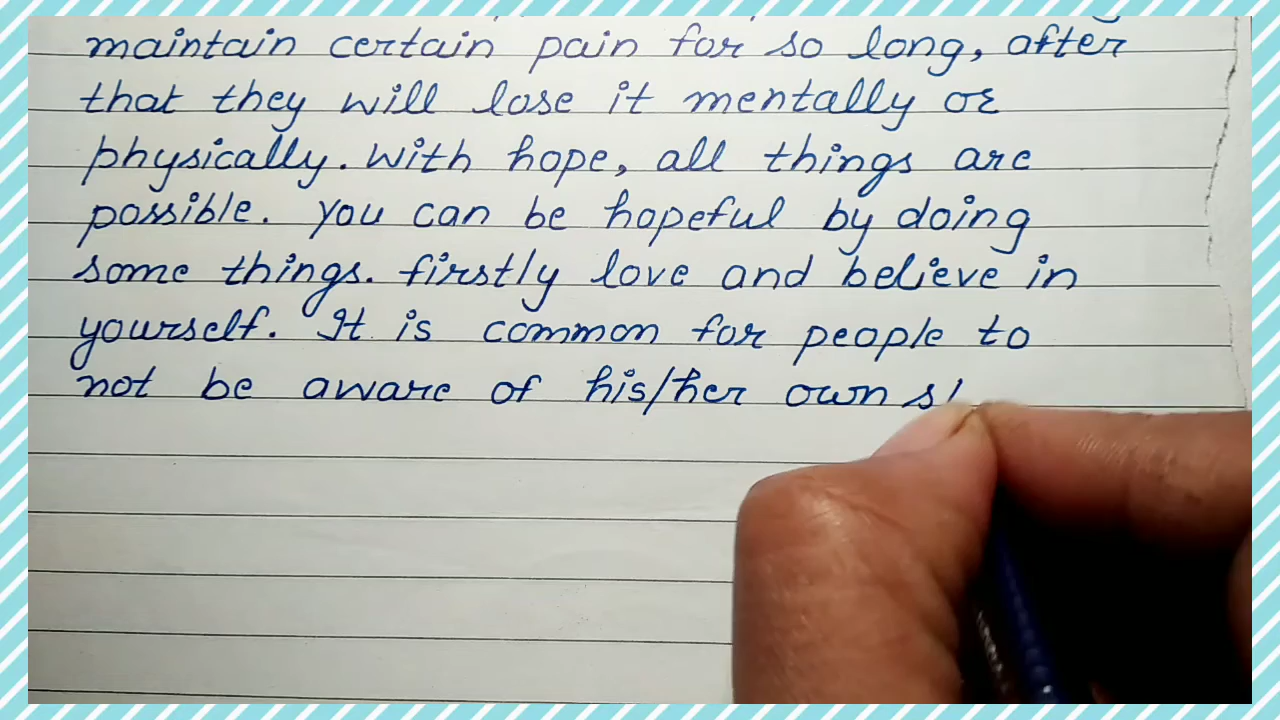 maintain certain pain for so long, after
that they will lose it mentally or
physically. With hope, all things are
possible. You can be hopeful by doing
some things. firstly love and believe in
yourself. It is common for people to
not be aware of his/her own